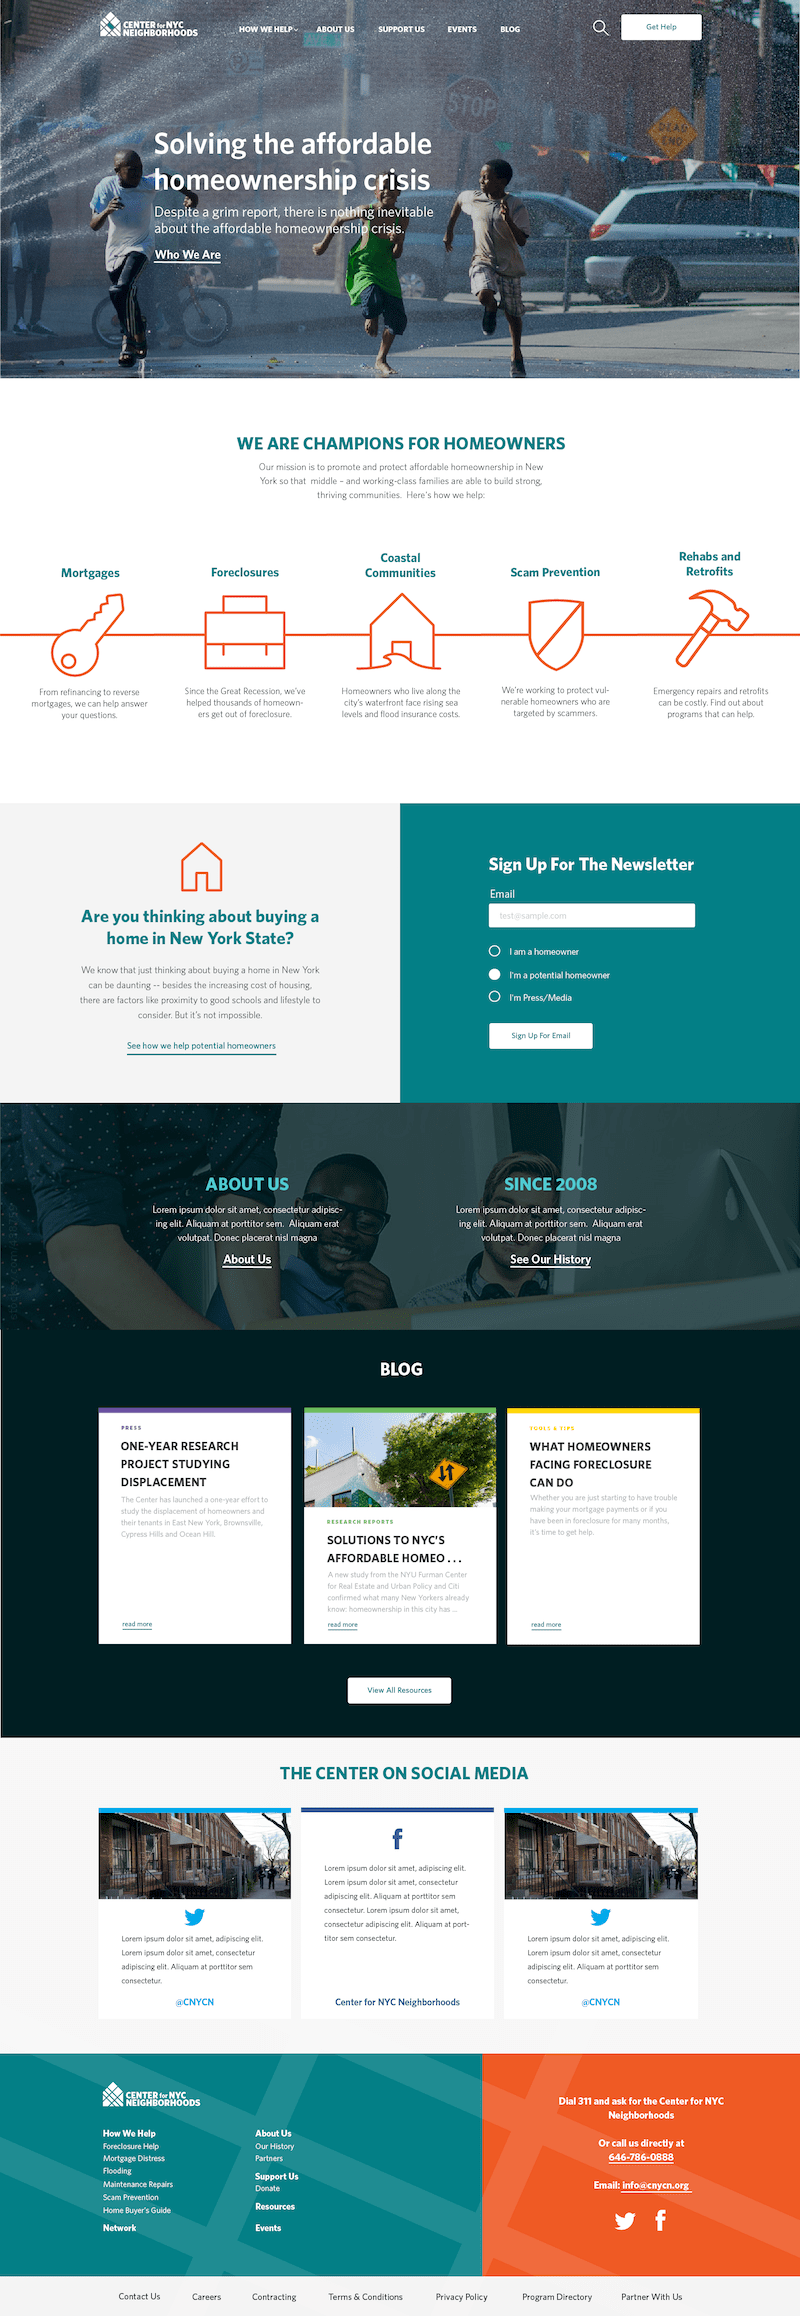 CENTER for NYC
NEIGHBORHOODS
HOW WE HELP
ABOUT US
SUPPORT US
EVENTS
BLOG
Get Help
STOP
DEAD
END
Solving the affordable
homeownership crisis
Despite a grim report, there is nothing inevitable
about the affordable homeownership crisis.
Who We Are
WE ARE CHAMPIONS FOR HOMEOWNERS
Our mission is to promote and protect affordable homeownership in New
York so that middle – and working-class families are able to build strong,
thriving communities. Here's how we help:
Mortgages
From refinancing to reverse
mortgages, we can help answer
your questions.
Foreclosures
Since the Great Recession, we've
helped thousands of homeown-
ers get out of foreclosure.
Coastal
Communities
Homeowners who live along the
city's waterfront face rising sea
levels and flood insurance costs.
Scam Prevention
We're working to protect vul-
nerable homeowners who are
targeted by scammers.
Rehabs and
Retrofits
Emergency repairs and retrofits
can be costly. Find out about
programs that can help.
Are you thinking about buying a
home in New York State?
We know that just thinking about buying a home in New York
can be daunting -- besides the increasing cost of housing,
there are factors like proximity to good schools and lifestyle to
consider. But it's not impossible.
See how we help potential homeowners
Sign Up For The Newsletter
Email
test@sample.com
I am a homeowner
I'm a potential homeowner
I'm Press/Media
Sign Up For Email
ABOUT US
Lorem ipsum dolor sit amet, consectetur adipisc-
ing elit. Aliquam at porttitor sem. Aliquam erat
volutpat. Donec placerat nisl magna
About Us
SINCE 2008
Lorem ipsum dolor sit amet, consectetur adipisc-
ing elit. Aliquam at porttitor sem. Aliquam erat
volutpat. Donec placerat nisl magna
See Our History
BLOG
PRESS
ONE-YEAR RESEARCH
PROJECT STUDYING
DISPLACEMENT
The Center has launched a one-year effort to
study the displacement of homeowners and
their tenants in East New York, Brownsville,
Cypress Hills and Ocean Hill.
read more
RESEARCH REPORTS
SOLUTIONS TO NYC'S
AFFORDABLE HOMEO . . .
A new study from the NYU Furman Center
for Real Estate and Urban Policy and Citi
confirmed what many New Yorkers already
know: homeownership in this city has ...
read more
TOOLS & TIPS
WHAT HOMEOWNERS
FACING FORECLOSURE
CAN DO
Whether you are just starting to have trouble
making your mortgage payments or if you
have been in foreclosure for many months,
it's time to get help.
read more
View All Resources
THE CENTER ON SOCIAL MEDIA
Lorem ipsum dolor sit amet, adipiscing elit.
Lorem ipsum dolor sit amet, consectetur
adipiscing elit. Aliquam at porttitor sem
consectetur.
@CNYCN
Lorem ipsum dolor sit amet, adipiscing elit.
Lorem ipsum dolor sit amet, consectetur
adipiscing elit. Aliquam at porttitor sem
consectetur. Lorem ipsum dolor sit amet,
consectetur adipiscing elit. Aliquam at port-
titor sem consectetur.
Center for NYC Neighborhoods
Lorem ipsum dolor sit amet, adipiscing elit.
Lorem ipsum dolor sit amet, consectetur
adipiscing elit. Aliquam at porttitor sem
consectetur.
@CNYCN
CENTER for NYC
NEIGHBORHOODS
How We Help
Foreclosure Help
Mortgage Distress
Flooding
Maintenance Repairs
Scam Prevention
Home Buyer's Guide
Network
About Us
Our History
Partners
Support Us
Donate
Resources
Events
Dial 311 and ask for the Center for NYC
Neighborhoods
Or call us directly at
646-786-0888
Email: info@cnycn.org
Contact Us
Careers
Contracting
Terms & Conditions
Privacy Policy
Program Directory
Partner With Us